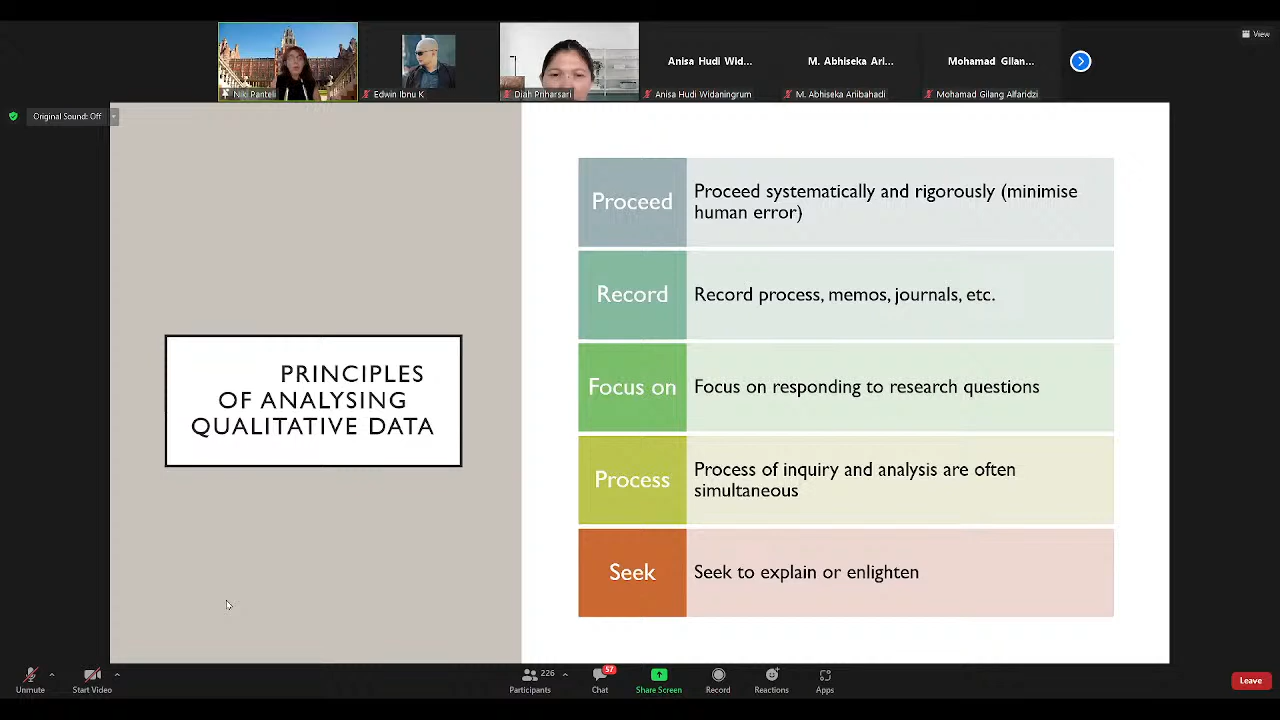 View
Anisa Hudi Wid...
M. Abhiseka Ari...
Mohamad Gilan...
Niki Panteli
Edwin Ibnu K
Diah Priharsari
Anisa Hudi Widaningrum
M. Abhiseka Ariibahadi
Mohamad Gilang Alfaridzi
Original Sound: Off
PRINCIPLES
OF ANALYSING
QUALITATIVE DATA
Proceed
Proceed systematically and rigorously (minimise
human error)
Record
Record process, memos, journals, etc.
Focus on
Focus on responding to research questions
Process
Process of inquiry and analysis are often
simultaneous
Seek
Seek to explain or enlighten
Unmute
Start Video
226
Participants
57
Chat
Share Screen
Record
Reactions
Apps
Leave